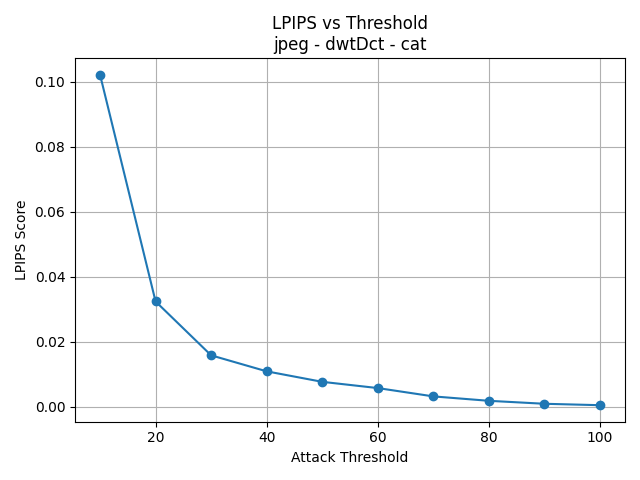 LPIPS vs Threshold
jpeg - dwtDct - cat
0.10
0.08
0.06
0.04
0.02
0.00
LPIPS Score
20 40 60 80 100
Attack Threshold